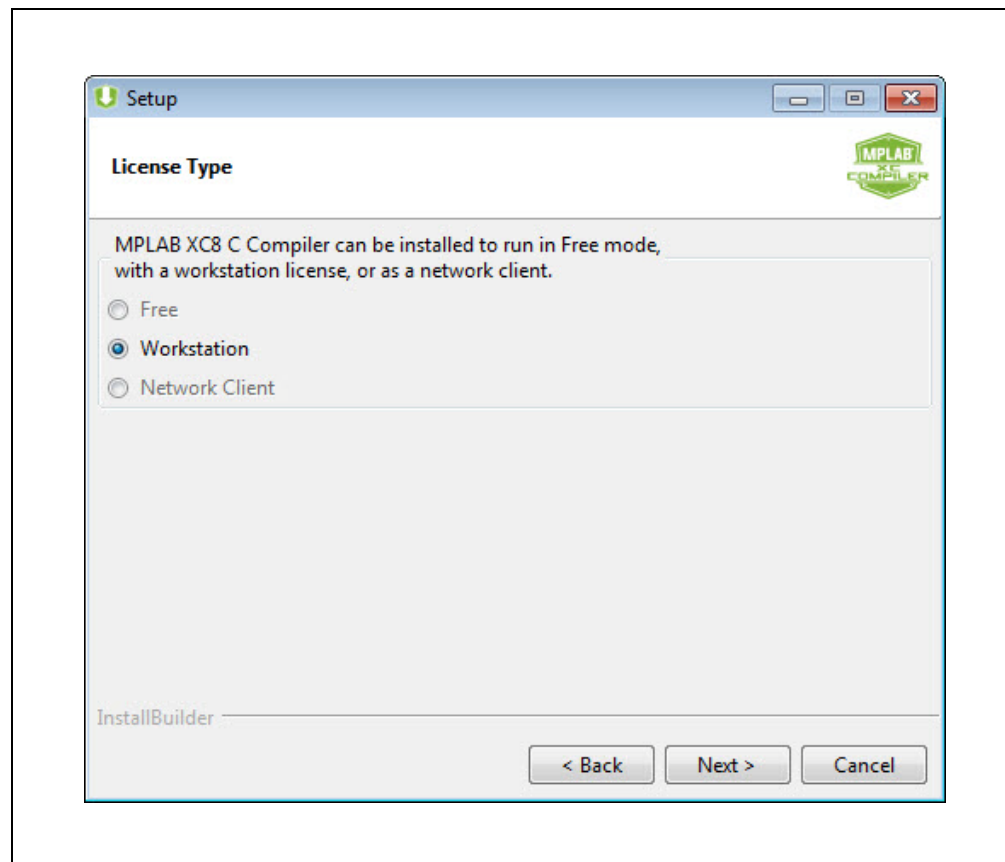 Setup
License Type
MPLAB
XC
COMPILER
MPLAB XC8 C Compiler can be installed to run in Free mode,
with a workstation license, or as a network client.
Free
Workstation
Network Client
InstallBuilder
< Back
Next >
Cancel